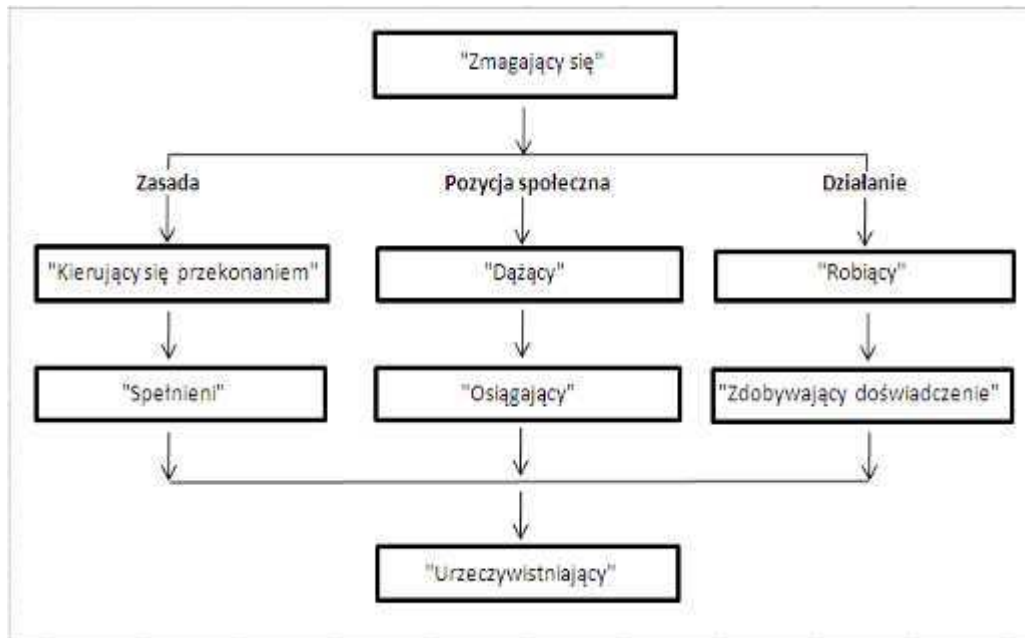 "Zmagający się"
Zasada
Pozycja społeczna
Działanie
"Kierujący się przekonaniem"
"Dążący"
"Robiący"
"Spełnieni"
"Osiągający"
"Zdobywający doświadczenie"
"Urzeczywistniający"